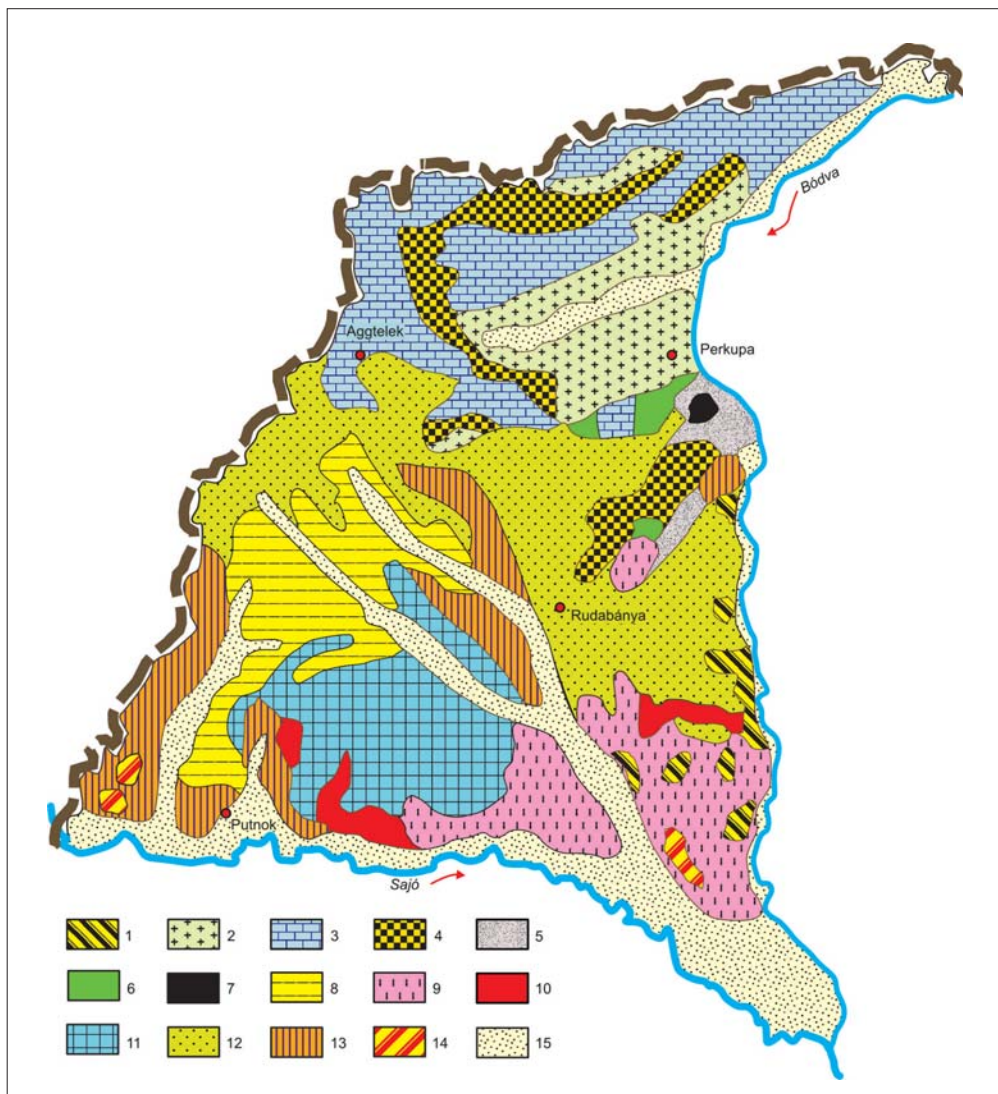 Bódva
Aggtelek
Perkupa
Rudabánya
Putnok
Sajó
1 2 3 4 5
6 7 8 9 10
11 12 13 14 15